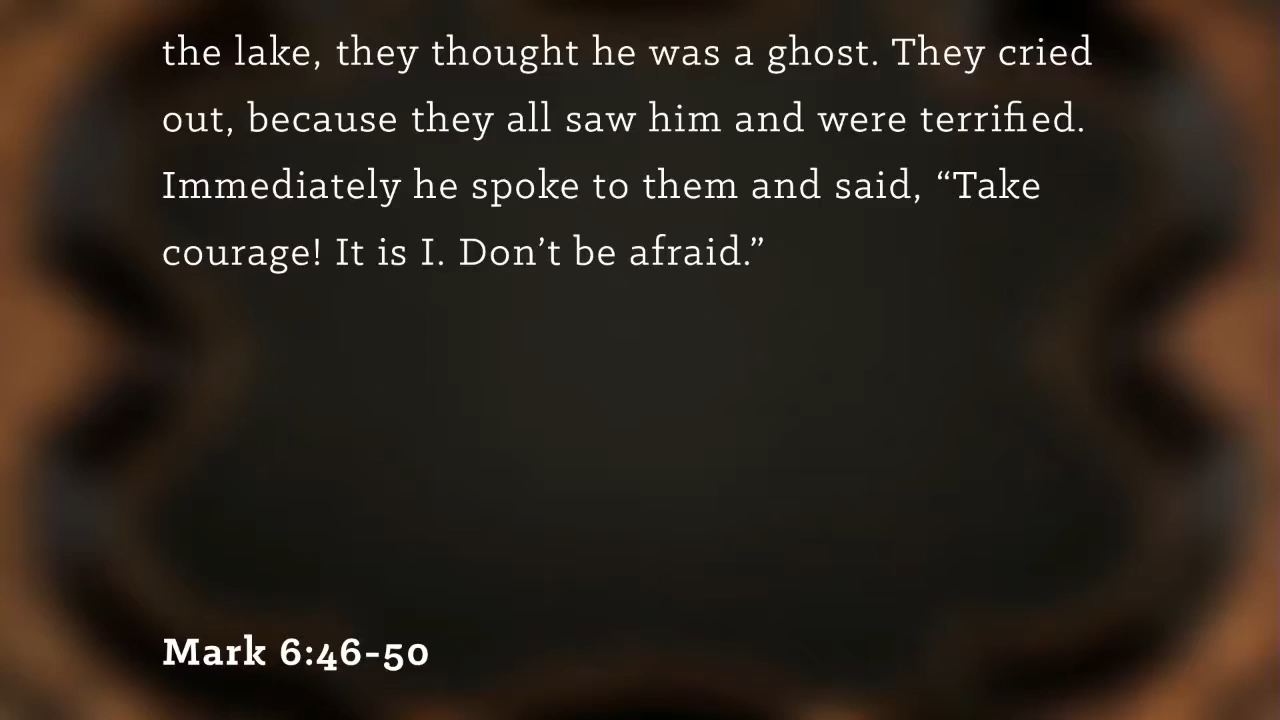 the lake, they thought he was a ghost. They cried
out, because they all saw him and were terrified.
Immediately he spoke to them and said, “Take
courage! It is I. Don’t be afraid.”
Mark 6:46-50